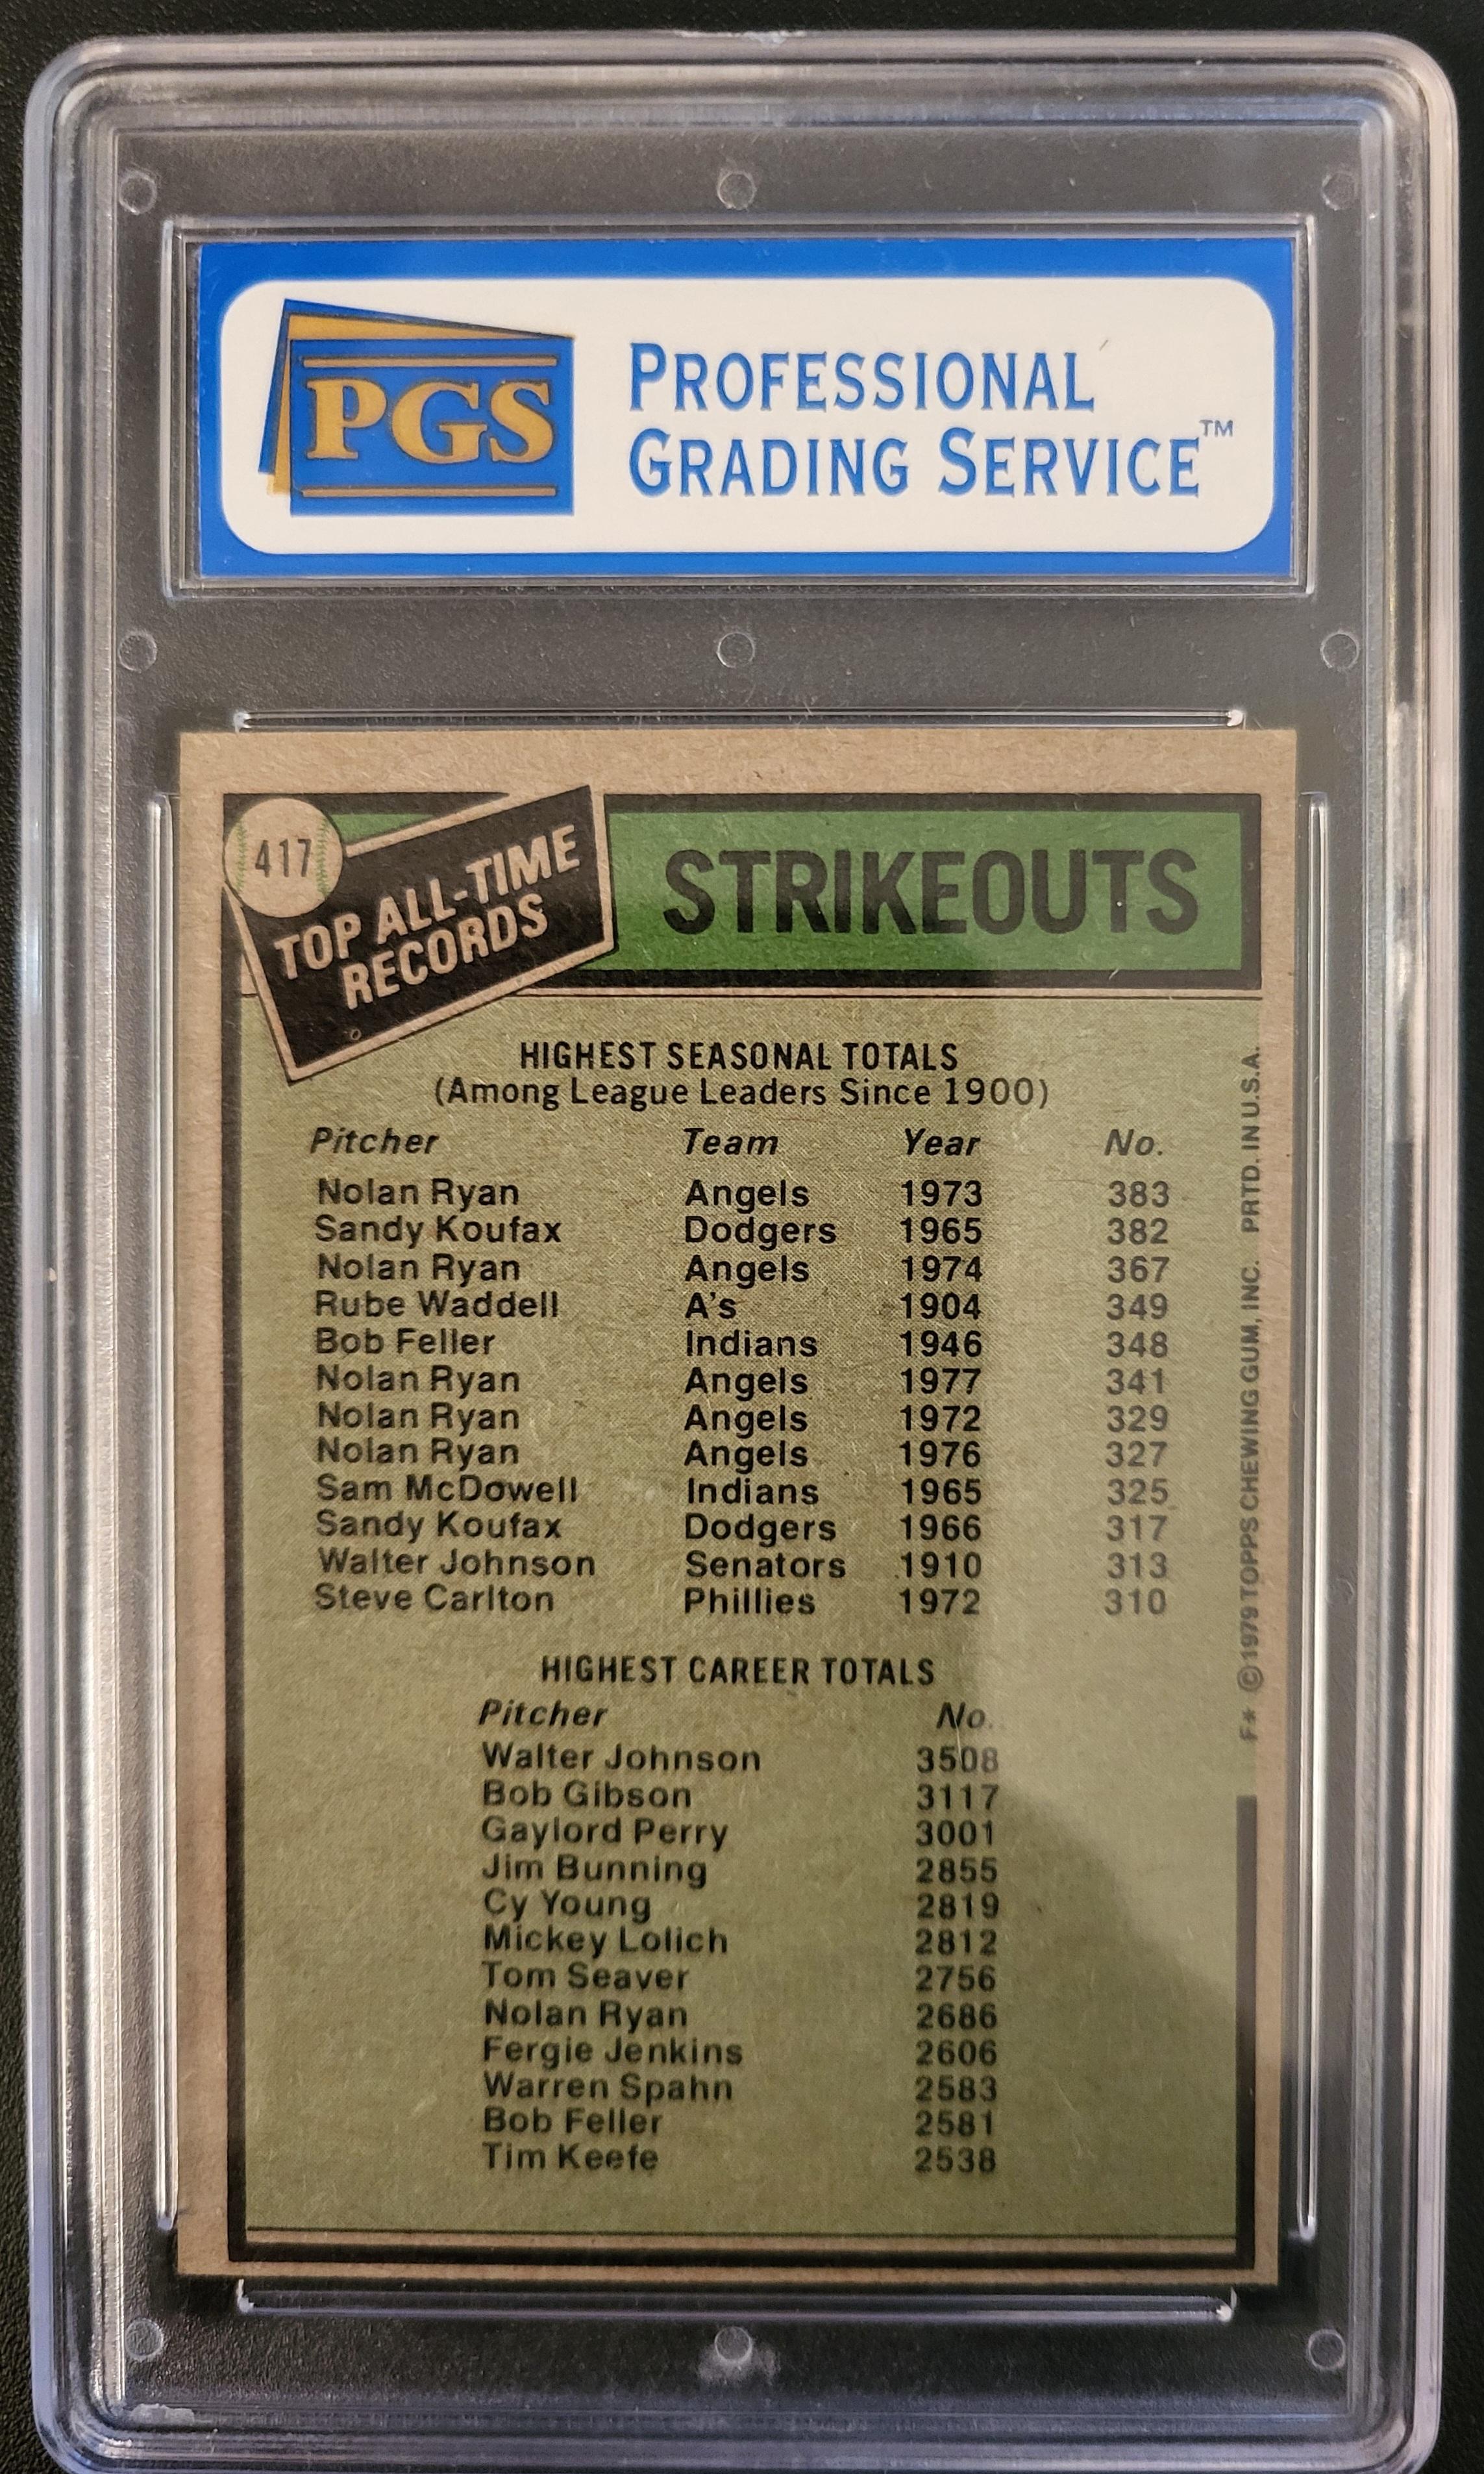 PGS
PROFESSIONAL
GRADING SERVICE™
417
TOP ALL-TIME
RECORDS
STRIKEOUTS
HIGHEST SEASONAL TOTALS
(Among League Leaders Since 1900)
Pitcher Team Year No.
Nolan Ryan Angels 1973 383
Sandy Koufax Dodgers 1965 382
Nolan Ryan Angels 1974 367
Rube Waddell A's 1904 349
Bob Feller Indians 1946 348
Nolan Ryan Angels 1977 341
Nolan Ryan Angels 1972 329
Nolan Ryan Angels 1976 327
Sam McDowell Indians 1965 325
Sandy Koufax Dodgers 1966 317
Walter Johnson Senators 1910 313
Steve Carlton Phillies 1972 310
HIGHEST CAREER TOTALS
Pitcher No.
Walter Johnson 3508
Bob Gibson 3117
Gaylord Perry 3001
Jim Bunning 2855
Cy Young 2819
Mickey Lolich 2812
Tom Seaver 2756
Nolan Ryan 2686
Fergie Jenkins 2606
Warren Spahn 2583
Bob Feller 2581
Tim Keefe 2538
F* © 1979 TOPPS CHEWING GUM, INC. PRTD. IN U.S.A.